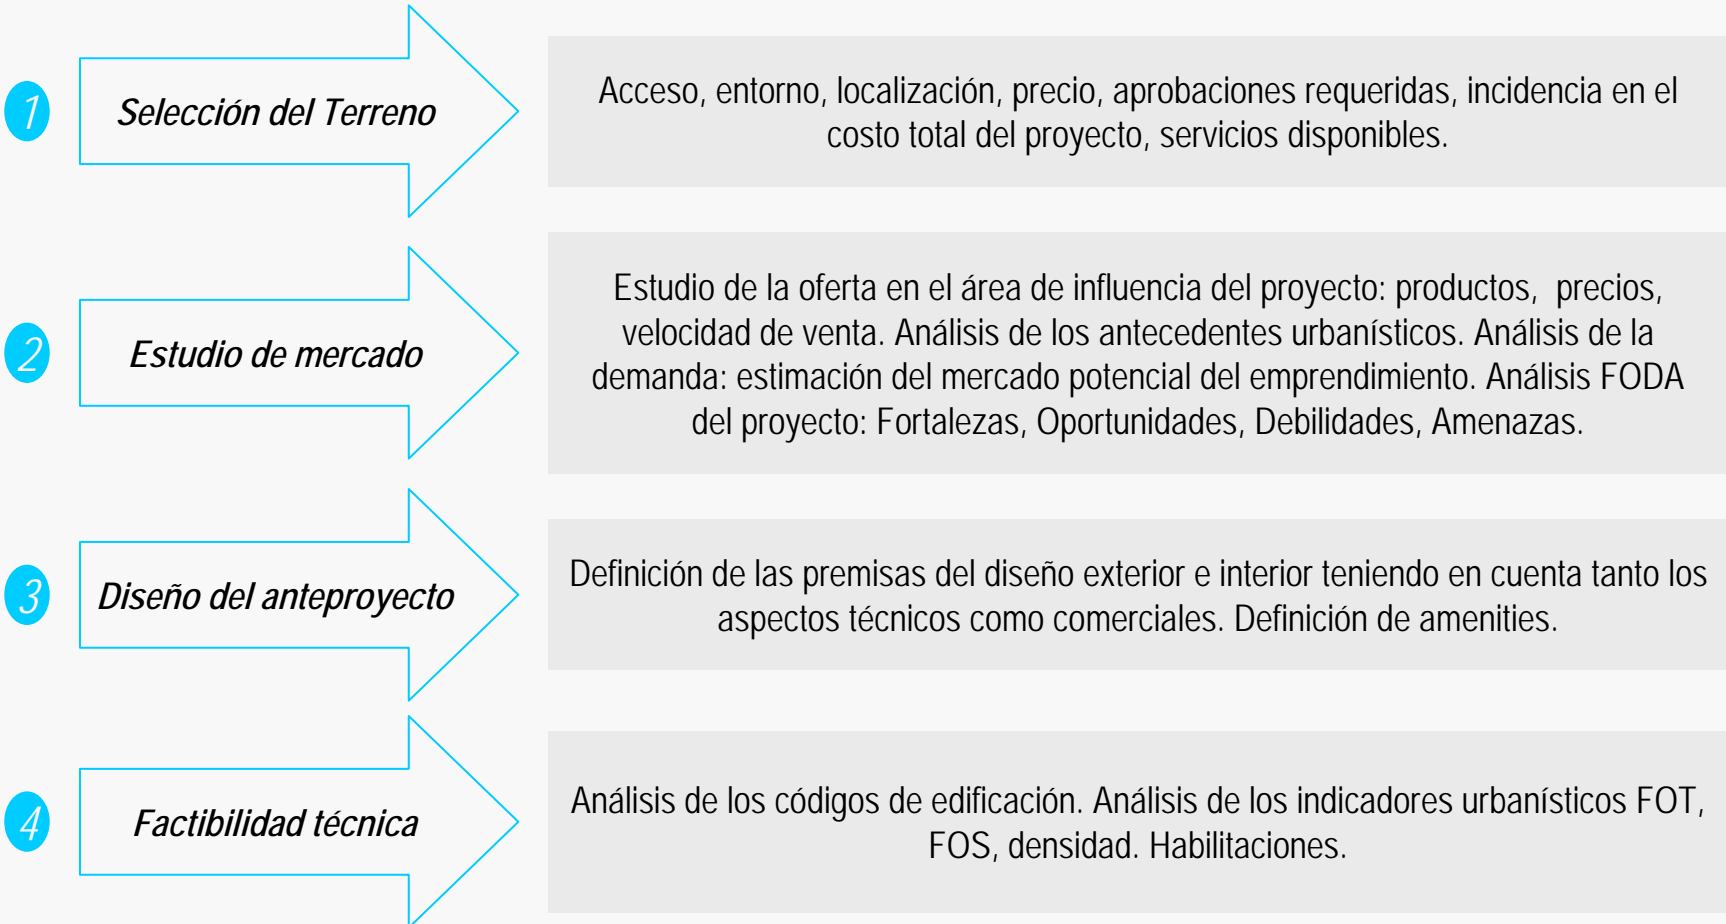 1
Selección del Terreno
Acceso, entorno, localización, precio, aprobaciones requeridas, incidencia en el
costo total del proyecto, servicios disponibles.
2
Estudio de mercado
Estudio de la oferta en el área de influencia del proyecto: productos, precios,
velocidad de venta. Análisis de los antecedentes urbanísticos. Análisis de la
demanda: estimación del mercado potencial del emprendimiento. Análisis FODA
del proyecto: Fortalezas, Oportunidades, Debilidades, Amenazas.
3
Diseño del anteproyecto
Definición de las premisas del diseño exterior e interior teniendo en cuenta tanto los
aspectos técnicos como comerciales. Definición de amenities.
4
Factibilidad técnica
Análisis de los códigos de edificación. Análisis de los indicadores urbanísticos FOT,
FOS, densidad. Habilitaciones.